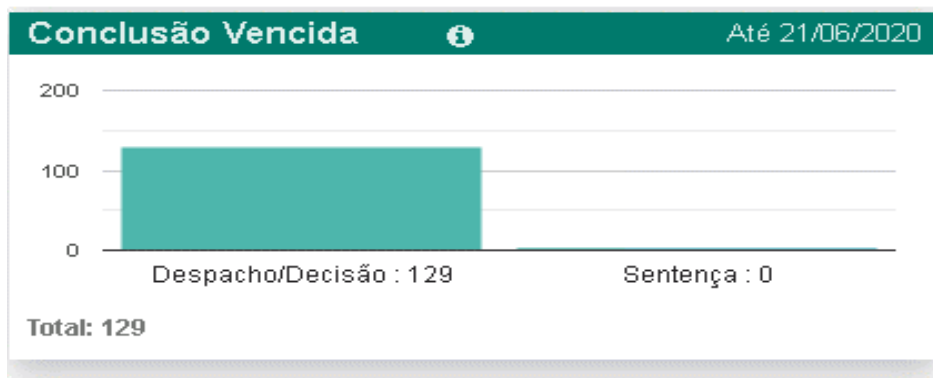 Conclusão Vencida Até 21/06/2020
200
100
0
Despacho/Decisão : 129 Sentença : 0
Total: 129